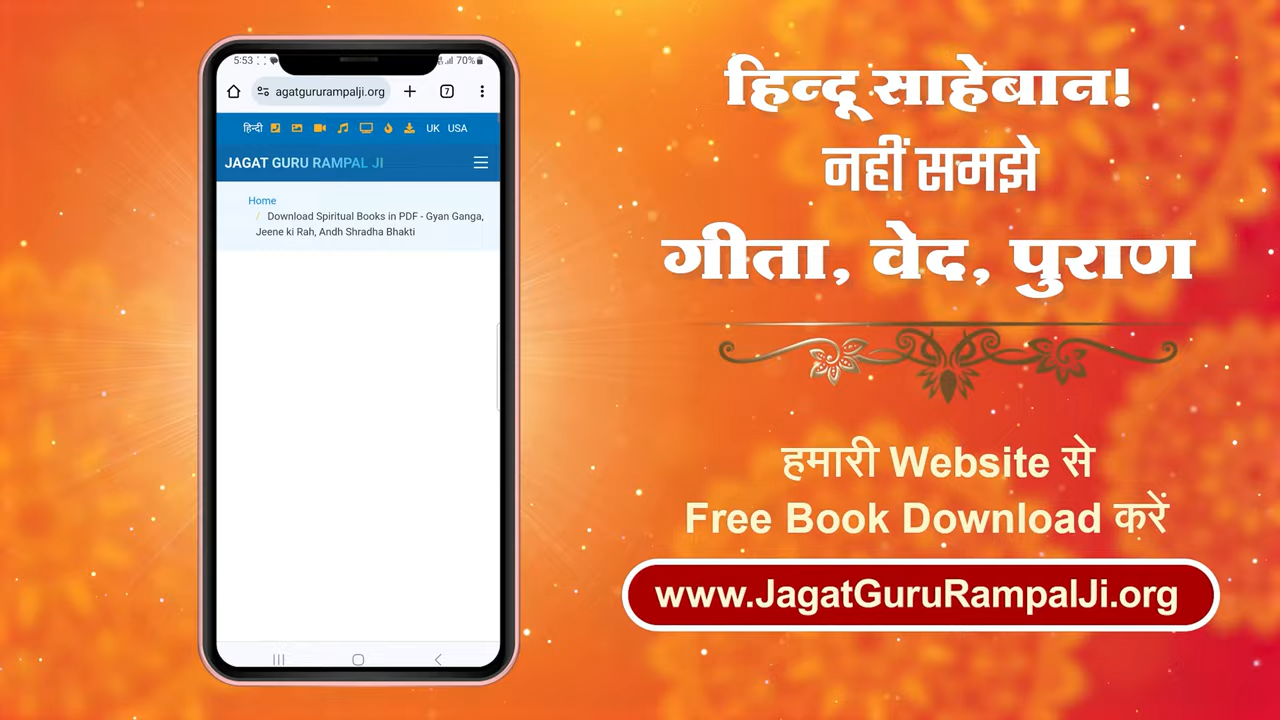 5:53
70%
agatgururampalji.org
7
हिन्दी UK USA
JAGAT GURU RAMPAL JI
Home
/ Download Spiritual Books in PDF - Gyan Ganga,
Jeene ki Rah, Andh Shradha Bhakti
हिन्दू साहेबान!
नहीं समझे
गीता, वेद, पुराण
हमारी Website से
Free Book Download करें
www.JagatGuruRampalJi.org